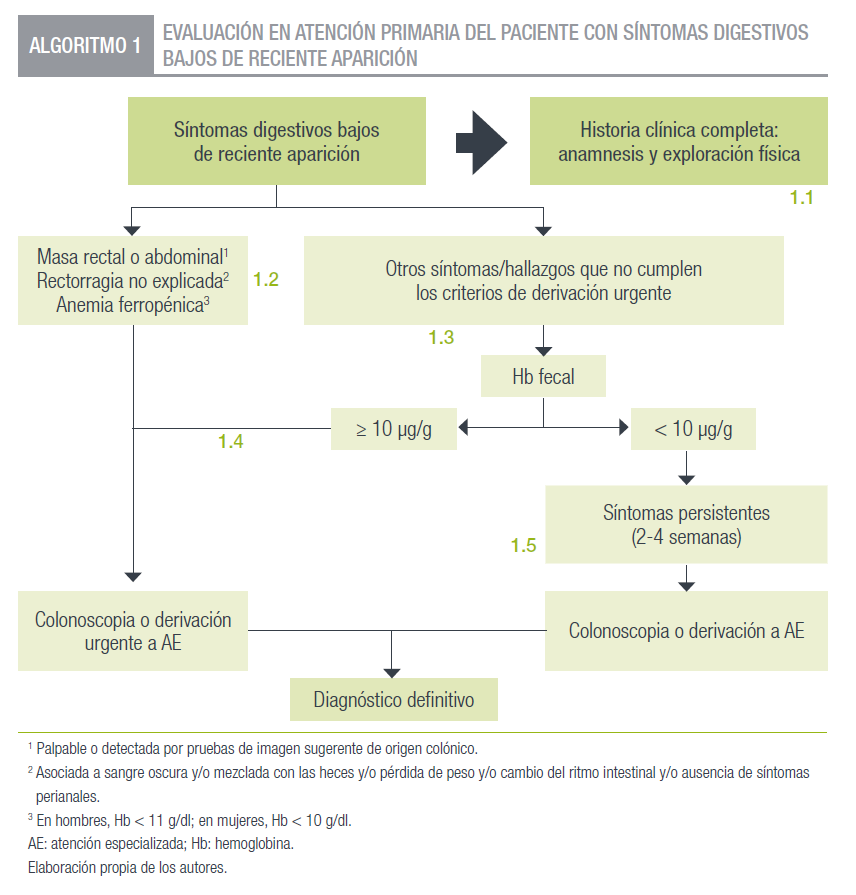 ALGORITMO 1
EVALUACIÓN EN ATENCIÓN PRIMARIA DEL PACIENTE CON SÍNTOMAS DIGESTIVOS
BAJOS DE RECIENTE APARICIÓN
Síntomas digestivos bajos
de reciente aparición
Historia clínica completa:
anamnesis y exploración física
1.1
Masa rectal o abdominal¹
Rectorragia no explicada²
Anemia ferropénica³
1.2
Otros síntomas/hallazgos que no cumplen
los criterios de derivación urgente
1.3
Hb fecal
≥ 10 µg/g
< 10 µg/g
1.4
Síntomas persistentes
(2-4 semanas)
1.5
Colonoscopia o derivación
urgente a AE
Colonoscopia o derivación a AE
Diagnóstico definitivo
¹ Palpable o detectada por pruebas de imagen sugerente de origen colónico.
² Asociada a sangre oscura y/o mezclada con las heces y/o pérdida de peso y/o cambio del ritmo intestinal y/o ausencia de síntomas
perianales.
³ En hombres, Hb < 11 g/dl; en mujeres, Hb < 10 g/dl.
AE: atención especializada; Hb: hemoglobina.
Elaboración propia de los autores.